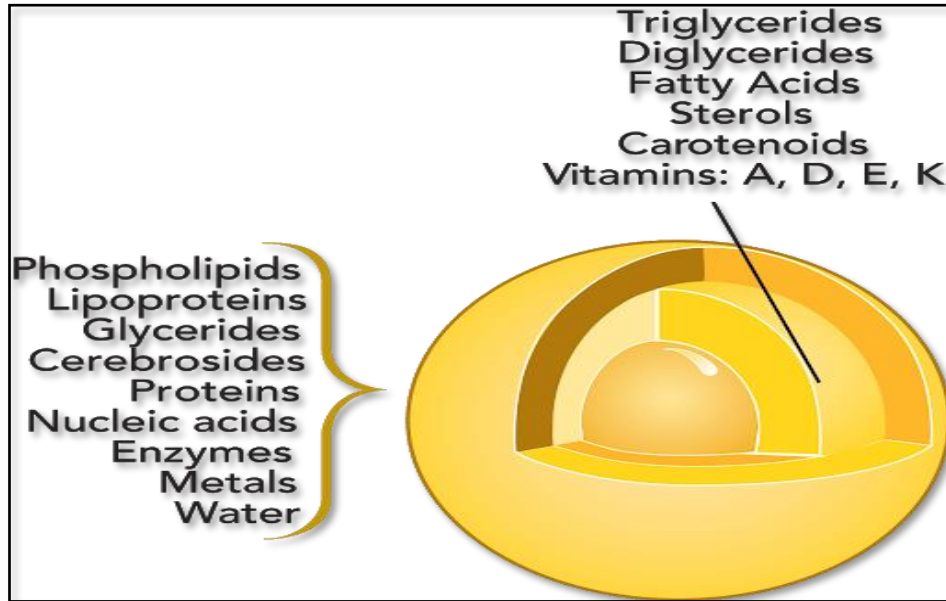 Triglycerides
Diglycerides
Fatty Acids
Sterols
Carotenoids
Vitamins: A, D, E, K
Phospholipids
Lipoproteins
Glycerides
Cerebrosides
Proteins
Nucleic acids
Enzymes
Metals
Water